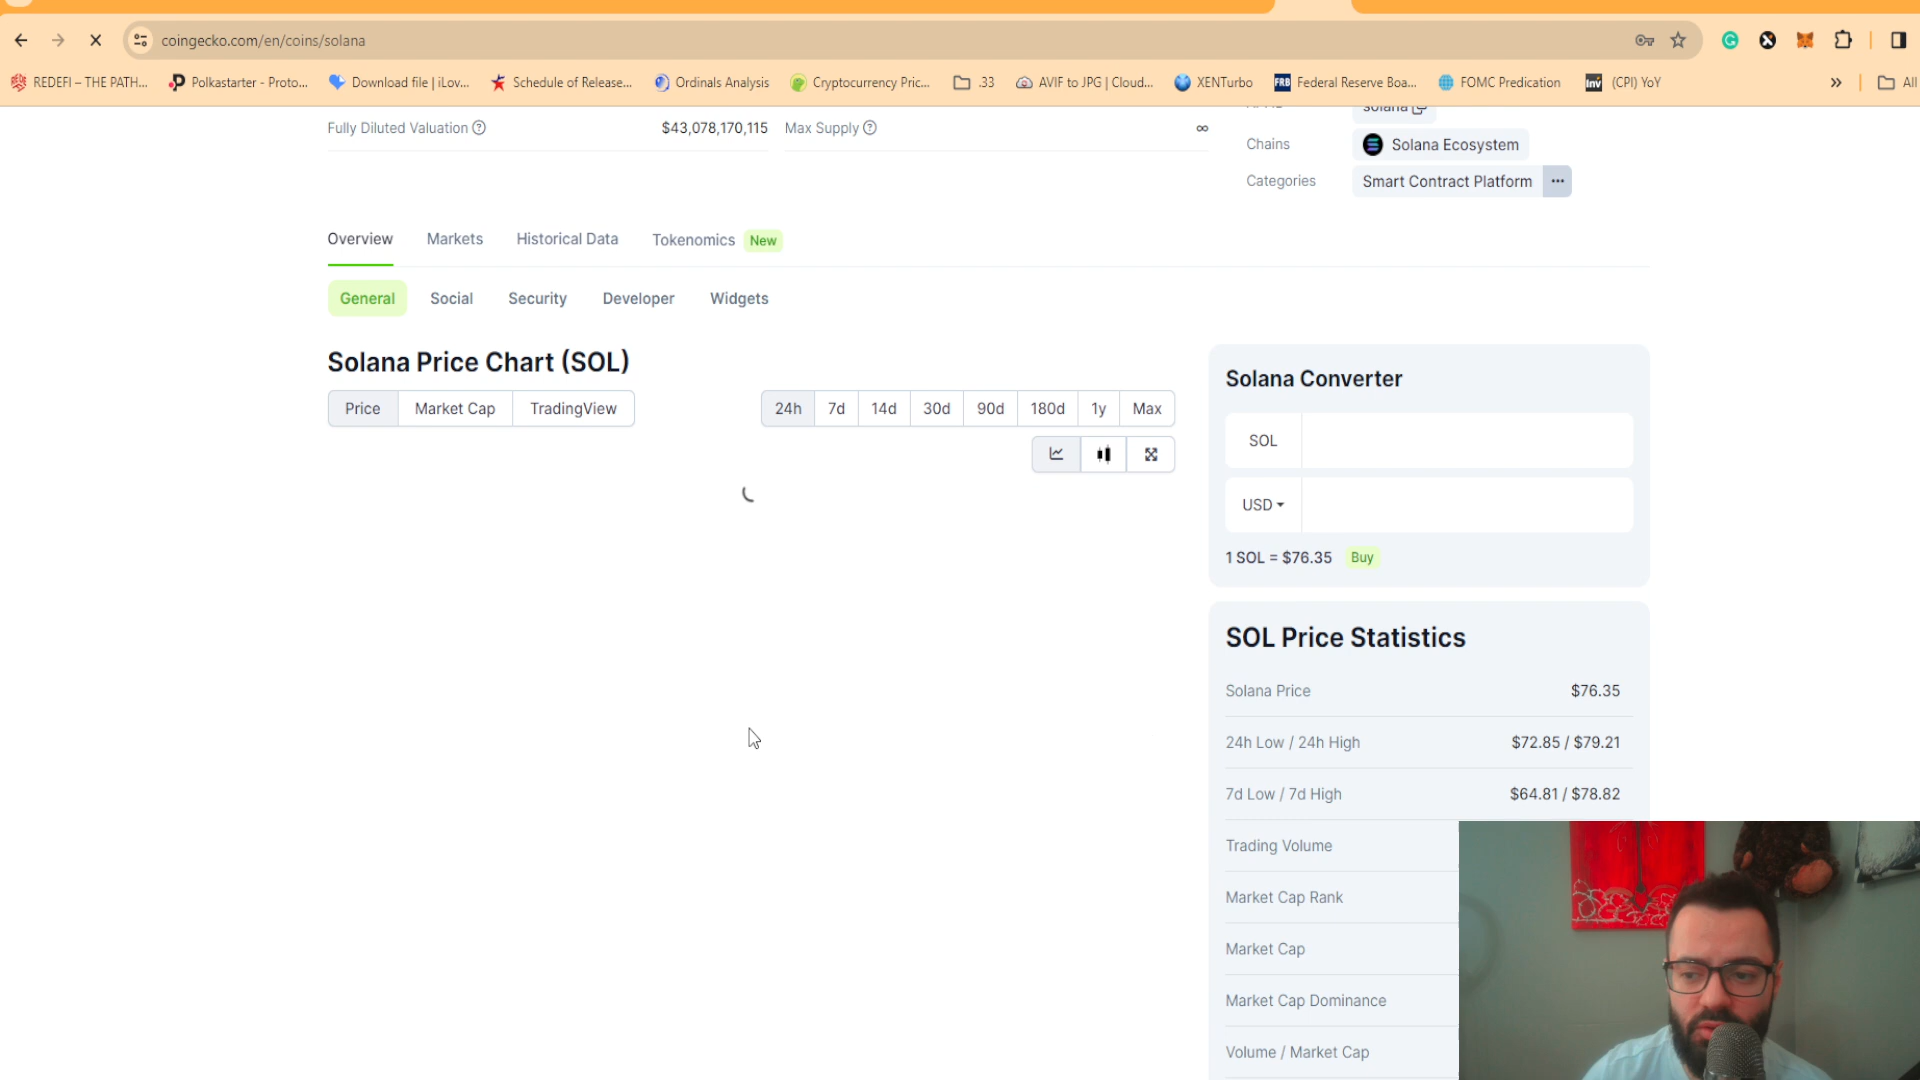 coingecko.com/en/coins/solana
REDEFI – THE PATH... Polkastarter - Proto... Download file | iLov... Schedule of Release... Ordinals Analysis Cryptocurrency Pric... .33 AVIF to JPG | Cloud... XENTurbo FRB Federal Reserve Boa... FOMC Predication Inv (CPI) YoY » All
Fully Diluted Valuation ? $43,078,170,115 Max Supply ? ∞
solana
Chains Solana Ecosystem
Categories Smart Contract Platform ...
Overview Markets Historical Data Tokenomics New
General Social Security Developer Widgets
Solana Price Chart (SOL)
Price Market Cap TradingView 24h 7d 14d 30d 90d 180d 1y Max
Solana Converter
SOL
USD
1 SOL = $76.35 Buy
SOL Price Statistics
Solana Price $76.35
24h Low / 24h High $72.85 / $79.21
7d Low / 7d High $64.81 / $78.82
Trading Volume
Market Cap Rank
Market Cap
Market Cap Dominance
Volume / Market Cap